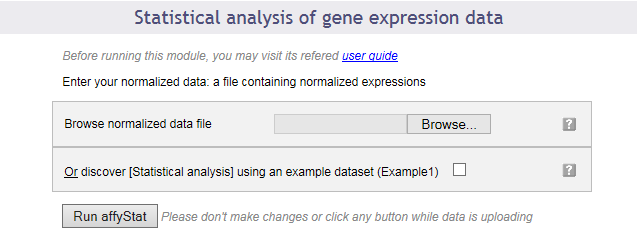 Statistical analysis of gene expression data
Before running this module, you may visit its refered user guide
Enter your normalized data: a file containing normalized expressions
Browse normalized data file Browse... ?
Or discover [Statistical analysis] using an example dataset (Example1) ?
Run affyStat Please don't make changes or click any button while data is uploading